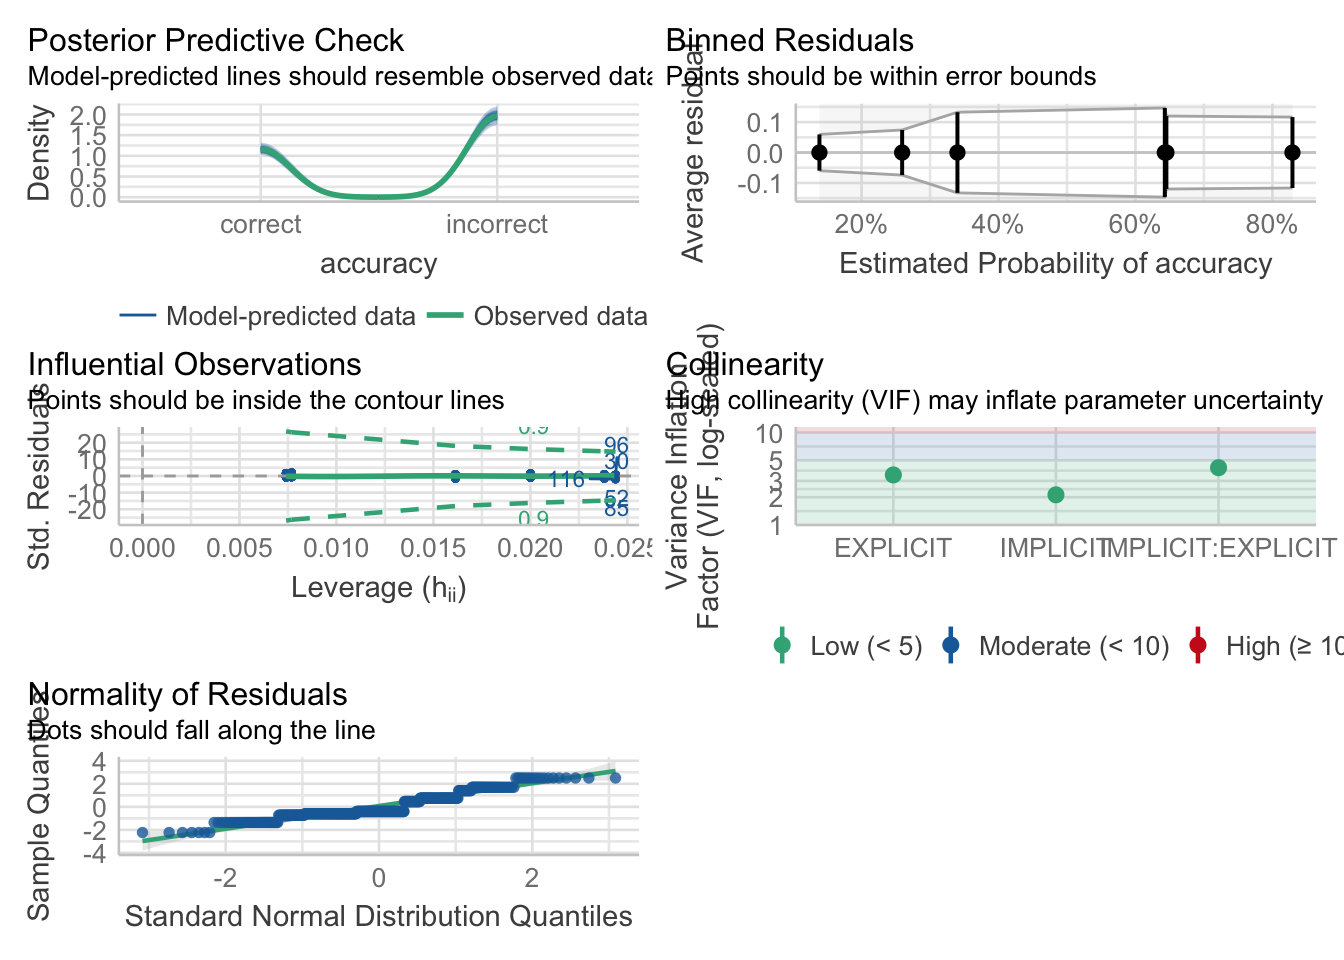 Posterior Predictive Check
Model-predicted lines should resemble observed data
Density
2.0
1.5
1.0
0.5
0.0
correct
incorrect
accuracy
Model-predicted data
Observed data
Binned Residuals
Points should be within error bounds
Average residual
0.1
0.0
-0.1
20%
40%
60%
80%
Estimated Probability of accuracy
Influential Observations
Points should be inside the contour lines
Std. Residuals
20
10
0
-10
-20
0.9
96
30
116
52
85
0.9
0.000
0.005
0.010
0.015
0.020
0.025
Leverage (hii)
Collinearity
High collinearity (VIF) may inflate parameter uncertainty
Variance Inflation
Factor (VIF, log-scaled)
10
5
3
2
1
EXPLICIT
IMPLICIT
IMPLICIT:EXPLICIT
Low (< 5)
Moderate (< 10)
High (≥ 10
Normality of Residuals
Dots should fall along the line
Sample Quantiles
4
2
0
-2
-4
-2
0
2
Standard Normal Distribution Quantiles